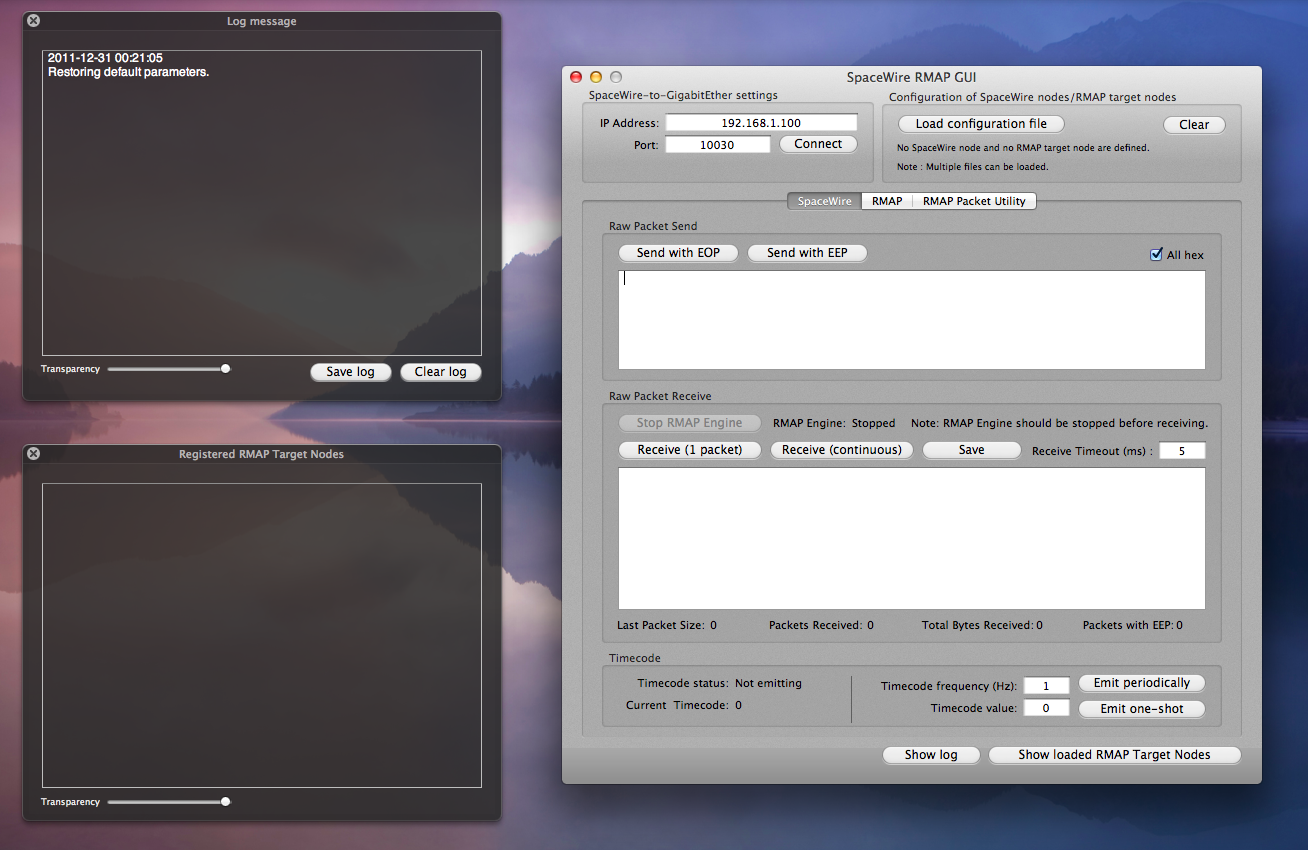 Log message
2011-12-31 00:21:05
Restoring default parameters.
Transparency
Save log
Clear log
Registered RMAP Target Nodes
Transparency
SpaceWire RMAP GUI
SpaceWire-to-GigabitEther settings
IP Address: 192.168.1.100
Port: 10030 Connect
Configuration of SpaceWire nodes/RMAP target nodes
Load configuration file Clear
No SpaceWire node and no RMAP target node are defined.
Note : Multiple files can be loaded.
SpaceWire RMAP RMAP Packet Utility
Raw Packet Send
Send with EOP Send with EEP All hex
Raw Packet Receive
Stop RMAP Engine RMAP Engine: Stopped Note: RMAP Engine should be stopped before receiving.
Receive (1 packet) Receive (continuous) Save Receive Timeout (ms) : 5
Last Packet Size: 0 Packets Received: 0 Total Bytes Received: 0 Packets with EEP: 0
Timecode
Timecode status: Not emitting
Current Timecode: 0
Timecode frequency (Hz): 1 Emit periodically
Timecode value: 0 Emit one-shot
Show log Show loaded RMAP Target Nodes